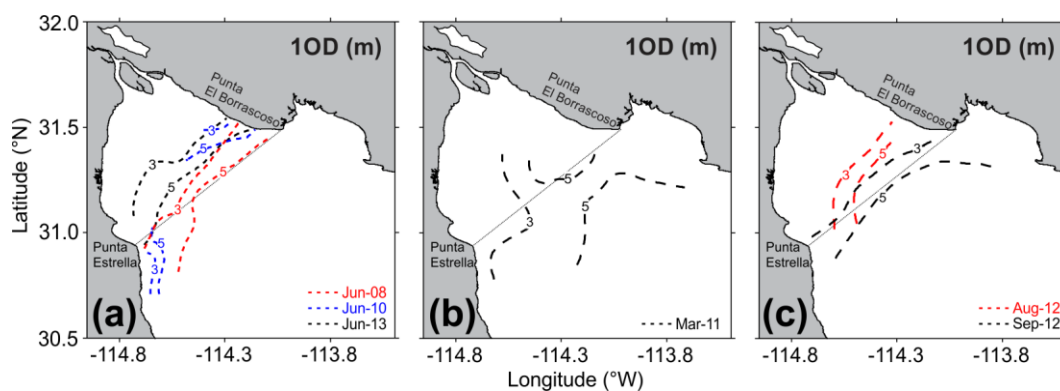 32.0
31.5
31.0
30.5
Latitude (°N)
1OD (m)
Punta
El Borrascoso
3
5
3
5
5
3
5
3
Punta
Estrella
(a)
Jun-08
Jun-10
Jun-13
-114.8
-114.3
-113.8
1OD (m)
Punta
El Borrascoso
5
5
3
Punta
Estrella
(b)
Mar-11
-114.8
-114.3
-113.8
1OD (m)
Punta
El Borrascoso
5
3
3
5
Punta
Estrella
(c)
Aug-12
Sep-12
-114.8
-114.3
-113.8
Longitude (°W)